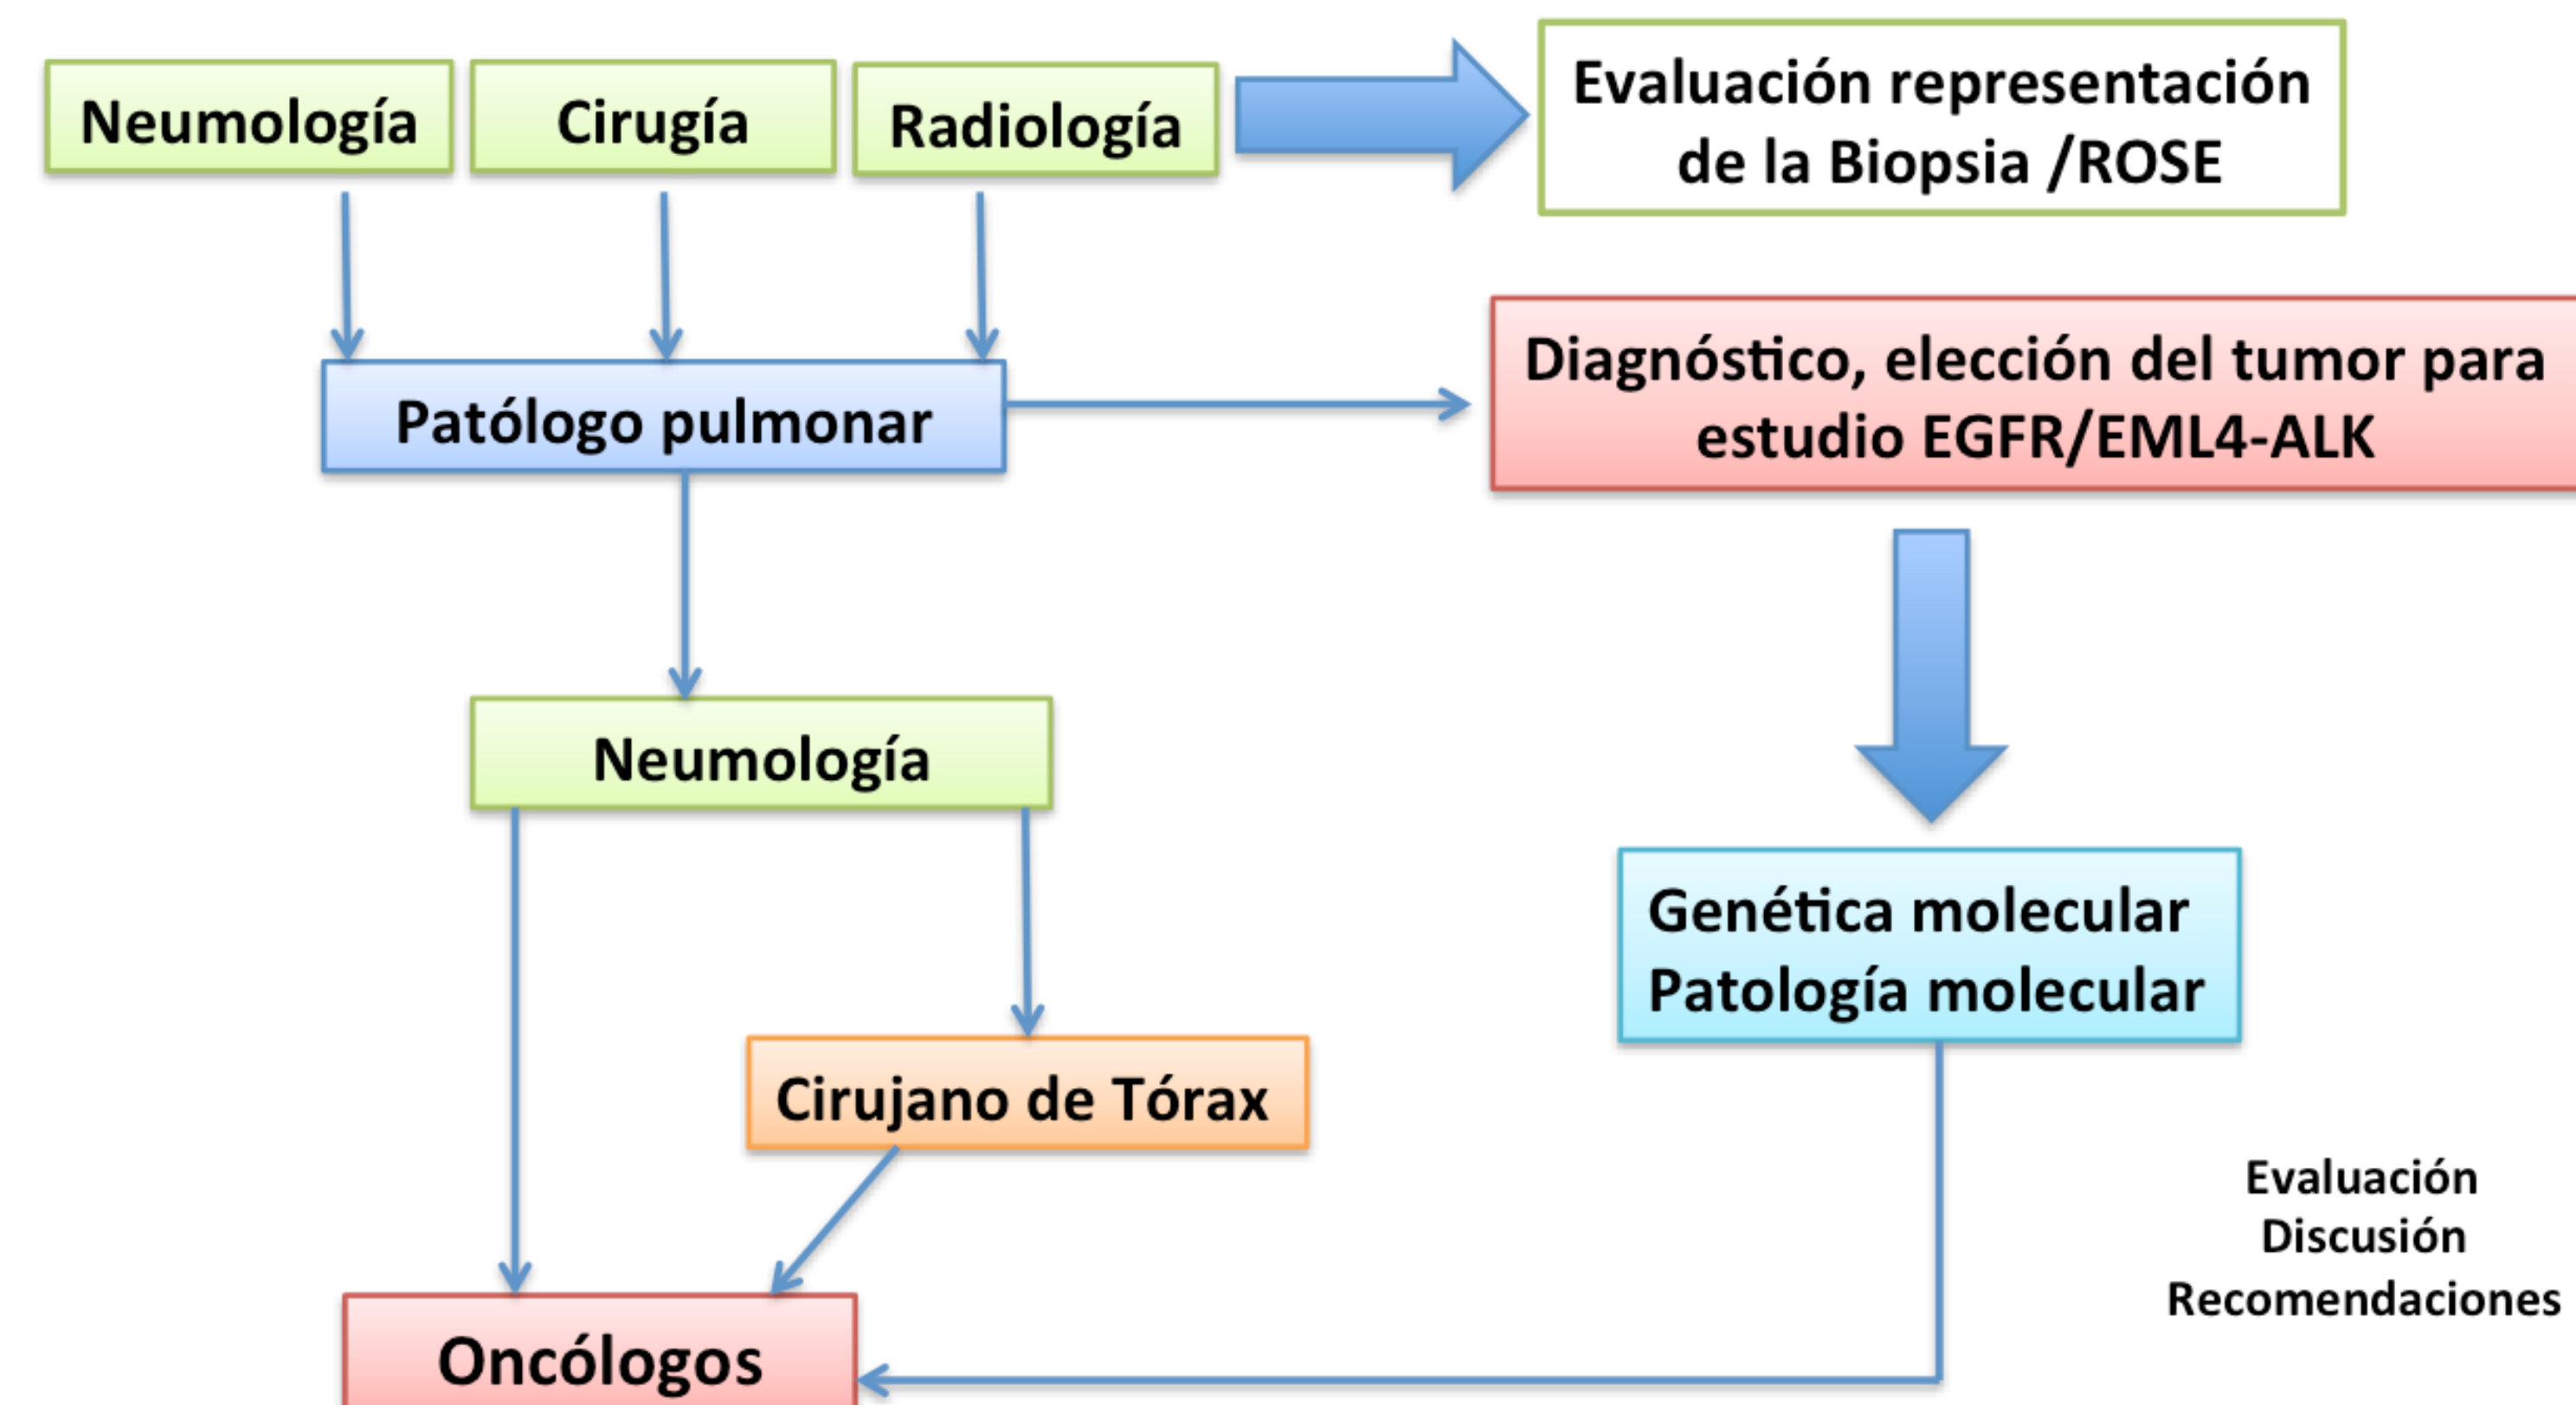 Neumología
Cirugía
Radiología
Evaluación representación
de la Biopsia /ROSE
Patólogo pulmonar
Diagnóstico, elección del tumor para
estudio EGFR/EML4-ALK
Neumología
Genética molecular
Patología molecular
Cirujano de Tórax
Evaluación
Discusión
Recomendaciones
Oncólogos